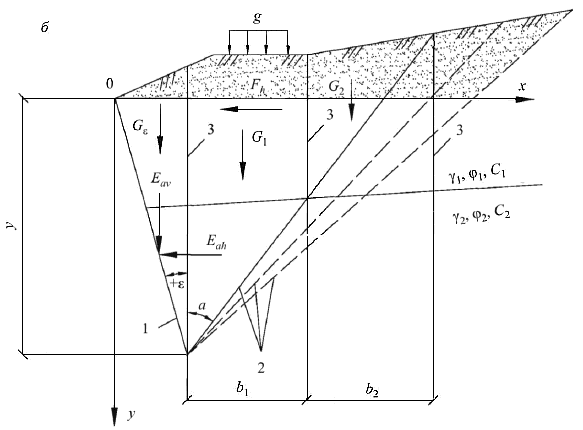 б
g
0
F_h
G_2
x
G_ε
3
G_1
3
3
E_av
γ_1, φ_1, C_1
γ_2, φ_2, C_2
y
E_ah
+ε
a
1
2
b_1
b_2
y